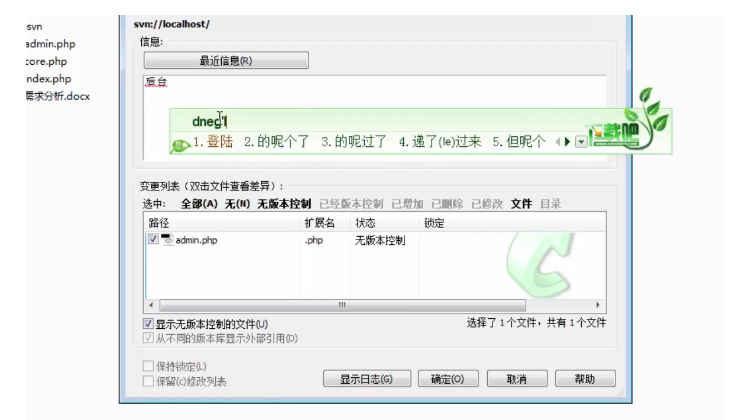 svn
admin.php
core.php
ndex.php
需求分析.docx
svn://localhost/
信息:
最近信息(R)
后台
dnegl
1.登陆 2.的呢个了 3.的呢过了 4.递了(le)过来 5.但呢个
下载吧
变更列表（双击文件查看差异）:
选中: 全部(A) 无(N) 无版本控制 已经版本控制 已增加 已删除 已修改 文件 目录
路径 扩展名 状态 锁定
admin.php .php 无版本控制
显示无版本控制的文件(U) 选择了1个文件，共有1个文件
从不同的版本库显示外部引用(D)
保持锁定(L)
保留(c)修改列表
显示日志(G) 确定(O) 取消 帮助